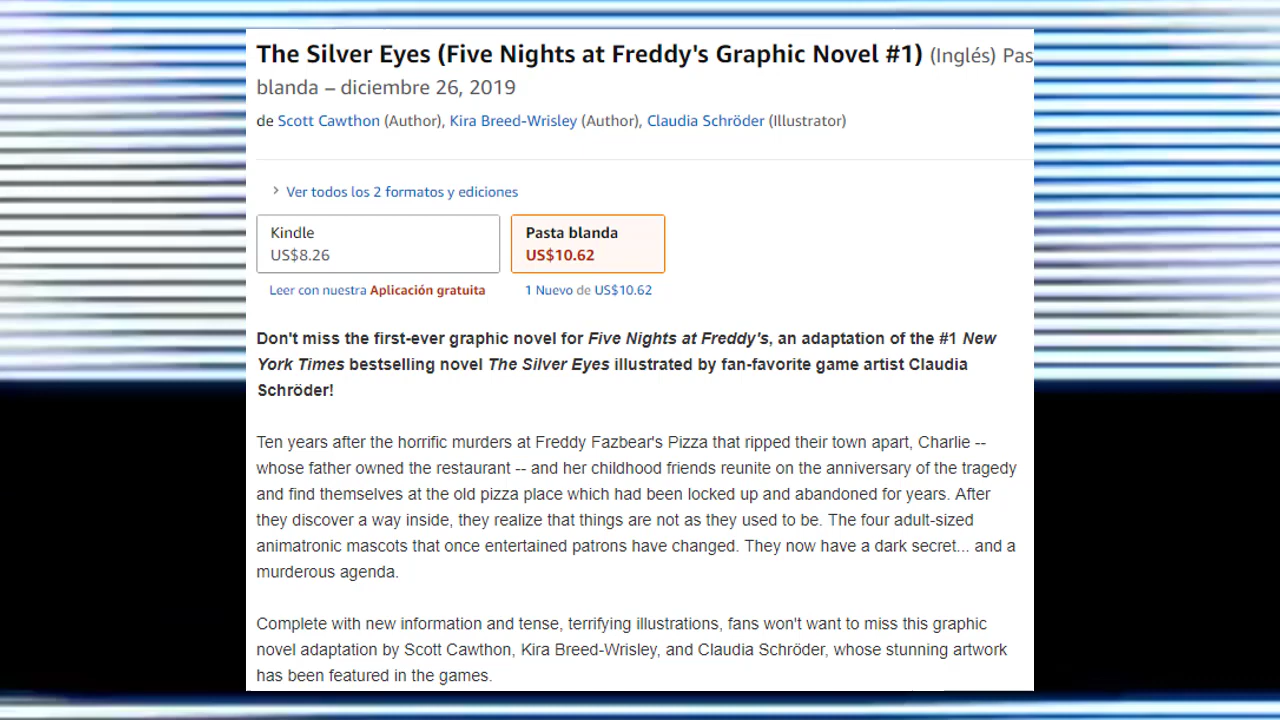 The Silver Eyes (Five Nights at Freddy's Graphic Novel #1) (Inglés) Pas
blanda – diciembre 26, 2019
de Scott Cawthon (Author), Kira Breed-Wrisley (Author), Claudia Schröder (Illustrator)
Ver todos los 2 formatos y ediciones
Kindle Pasta blanda
US$8.26 US$10.62
Leer con nuestra Aplicación gratuita 1 Nuevo de US$10.62
Don't miss the first-ever graphic novel for Five Nights at Freddy's, an adaptation of the #1 New
York Times bestselling novel The Silver Eyes illustrated by fan-favorite game artist Claudia
Schröder!
Ten years after the horrific murders at Freddy Fazbear's Pizza that ripped their town apart, Charlie --
whose father owned the restaurant -- and her childhood friends reunite on the anniversary of the tragedy
and find themselves at the old pizza place which had been locked up and abandoned for years. After
they discover a way inside, they realize that things are not as they used to be. The four adult-sized
animatronic mascots that once entertained patrons have changed. They now have a dark secret... and a
murderous agenda.
Complete with new information and tense, terrifying illustrations, fans won't want to miss this graphic
novel adaptation by Scott Cawthon, Kira Breed-Wrisley, and Claudia Schröder, whose stunning artwork
has been featured in the games.